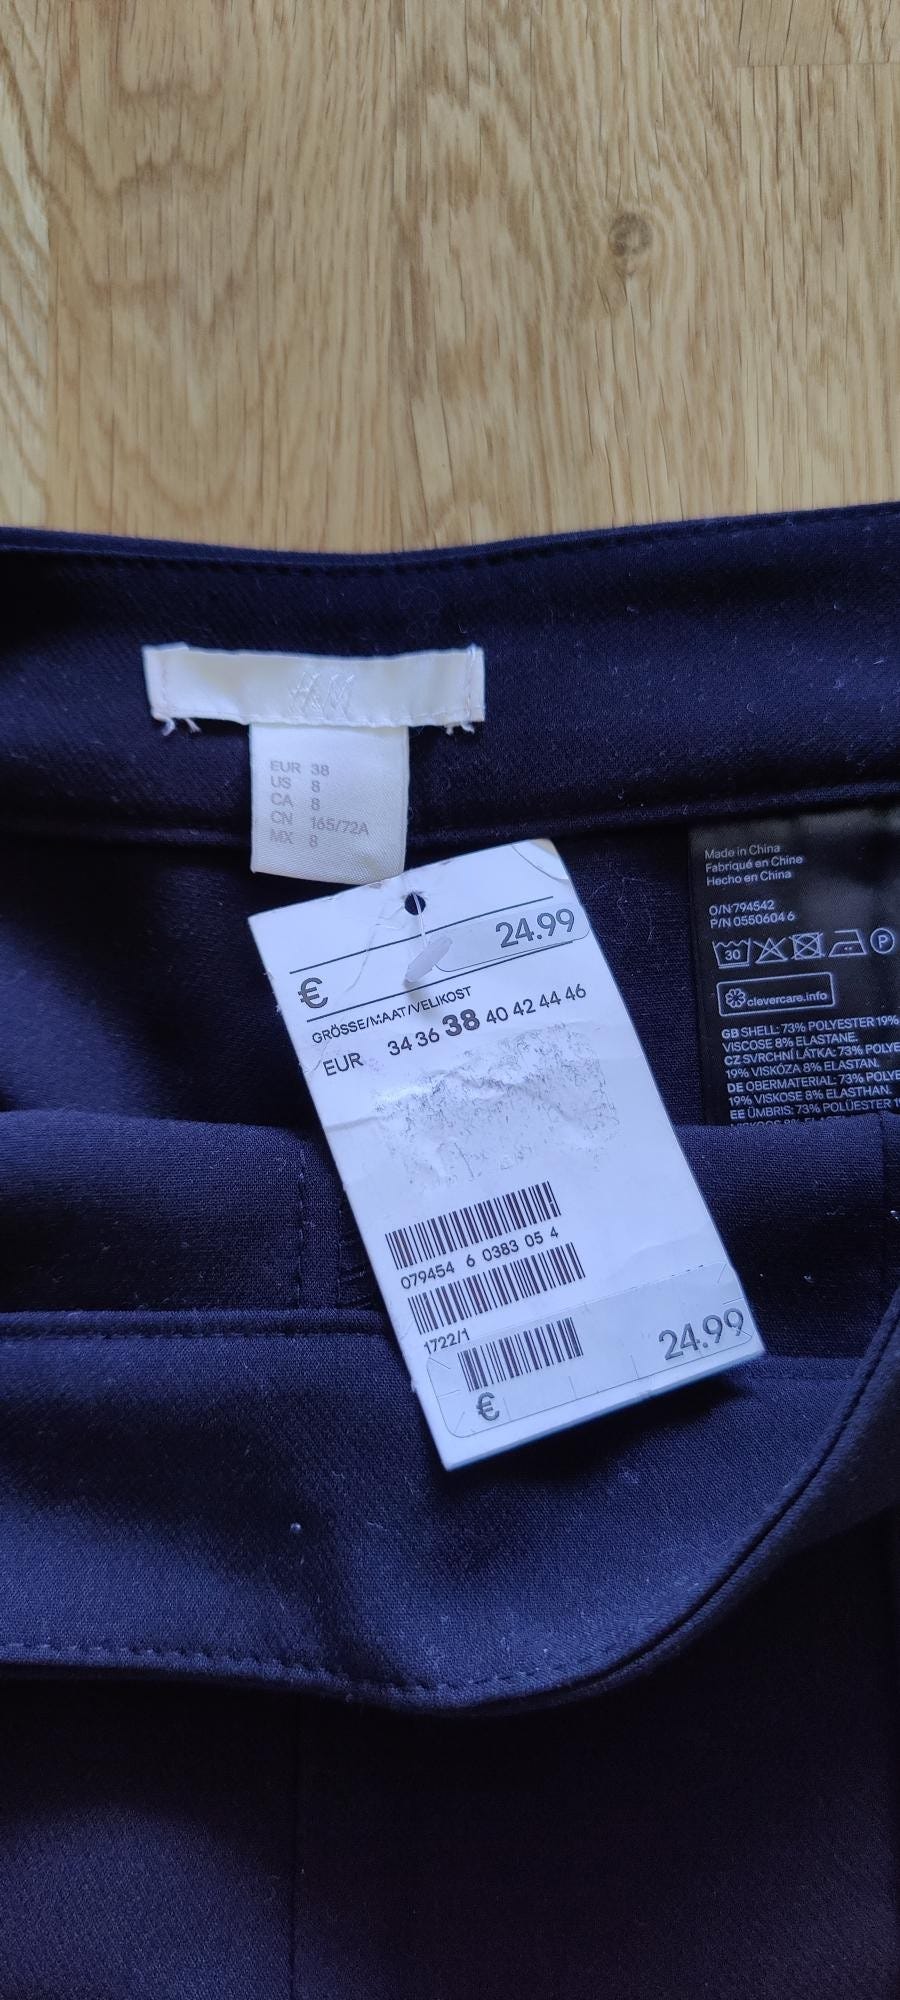 H&M
EUR 38
US 8
CA 8
CN 165/72A
MX 8
24.99
€
GRÖSSE/MAAT/VELIKOST
EUR 34 36 38 40 42 44 46
079454 6 0383 05 4
1722/1
24.99
€
Made in China
Fabriqué en Chine
Hecho en China
O/N:794542
P/N 0550604 6
30 P
clevercare.info
GB SHELL: 73% POLYESTER 19%
VISCOSE 8% ELASTANE.
CZ SVRCHNÍ LÁTKA: 73% POLYE
19% VISKÓZA 8% ELASTAN.
DE OBERMATERIAL: 73% POLYE
19% VISKOSE 8% ELASTHAN.
EE ÜMBRIS: 73% POLÜESTER 1